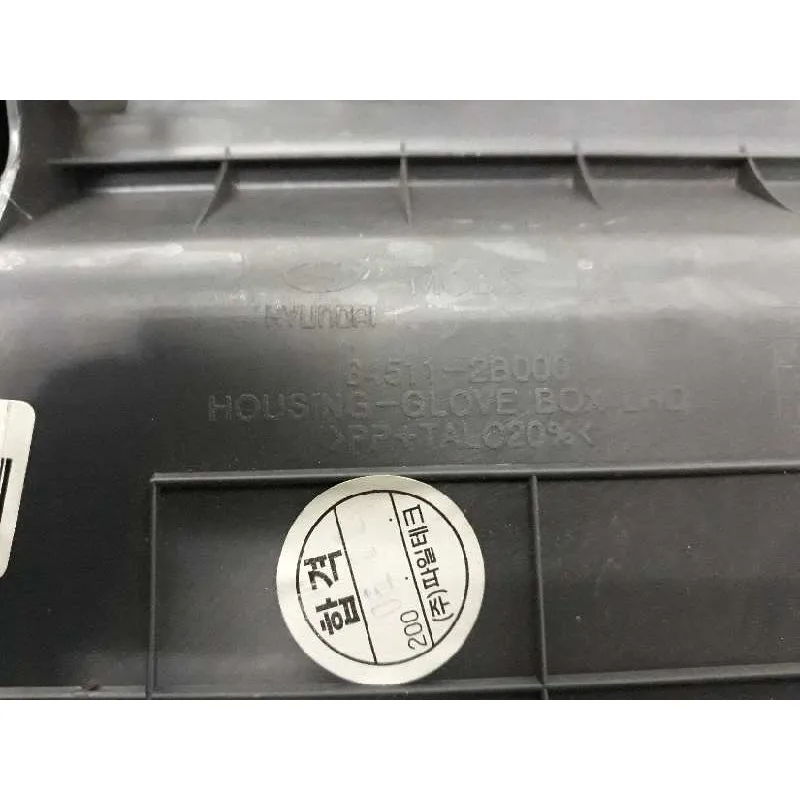 HYUNDAI
MOBIS
84511-2B000
HOUSING-GLOVE BOX LHD
>PP+TALC20%<
합격
200
(주)파일테크